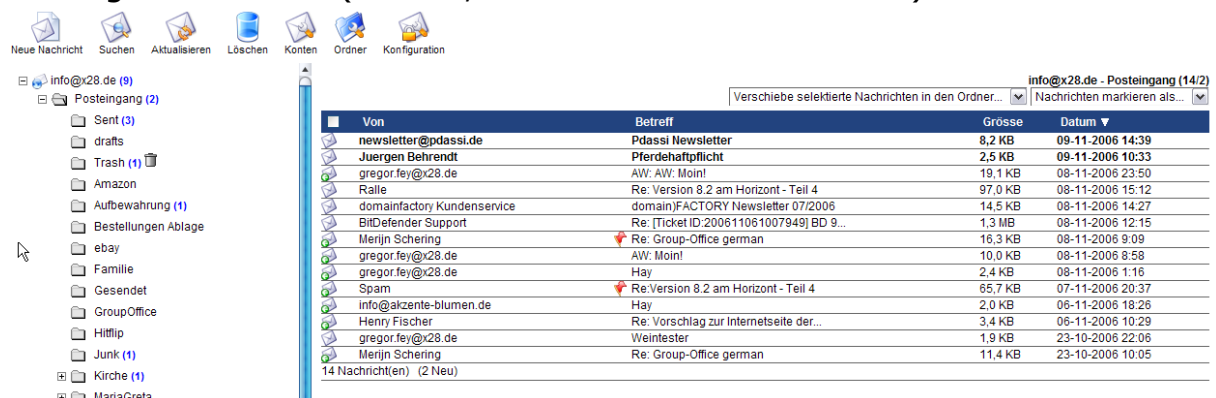 Neue Nachricht Suchen Aktualisieren Löschen Konten Ordner Konfiguration
info@x28.de (9)
Posteingang (2)
Sent (3)
drafts
Trash (1)
Amazon
Aufbewahrung (1)
Bestellungen Ablage
ebay
Familie
Gesendet
GroupOffice
Hitflip
Junk (1)
Kirche (1)
MariaGreta
info@x28.de - Posteingang (14/2)
Verschiebe selektierte Nachrichten in den Ordner... Nachrichten markieren als...
Von Betreff Grösse Datum
newsletter@pdassi.de Pdassi Newsletter 8,2 KB 09-11-2006 14:39
Juergen Behrendt Pferdehaftpflicht 2,5 KB 09-11-2006 10:33
gregor.fey@x28.de AW: AW: Moin! 19,1 KB 08-11-2006 23:50
Ralle Re: Version 8.2 am Horizont - Teil 4 97,0 KB 08-11-2006 15:12
domainfactory Kundenservice domain)FACTORY Newsletter 07/2006 14,5 KB 08-11-2006 14:27
BitDefender Support Re: [Ticket ID:200611061007949] BD 9... 1,3 MB 08-11-2006 12:15
Merijn Schering Re: Group-Office german 16,3 KB 08-11-2006 9:09
gregor.fey@x28.de AW: Moin! 10,0 KB 08-11-2006 8:58
gregor.fey@x28.de Hay 2,4 KB 08-11-2006 1:16
Spam Re:Version 8.2 am Horizont - Teil 4 65,7 KB 07-11-2006 20:37
info@akzente-blumen.de Hay 2,0 KB 06-11-2006 18:26
Henry Fischer Re: Vorschlag zur Internetseite der... 3,4 KB 06-11-2006 10:29
gregor.fey@x28.de Weintester 1,9 KB 23-10-2006 22:06
Merijn Schering Re: Group-Office german 11,4 KB 23-10-2006 10:05
14 Nachricht(en) (2 Neu)